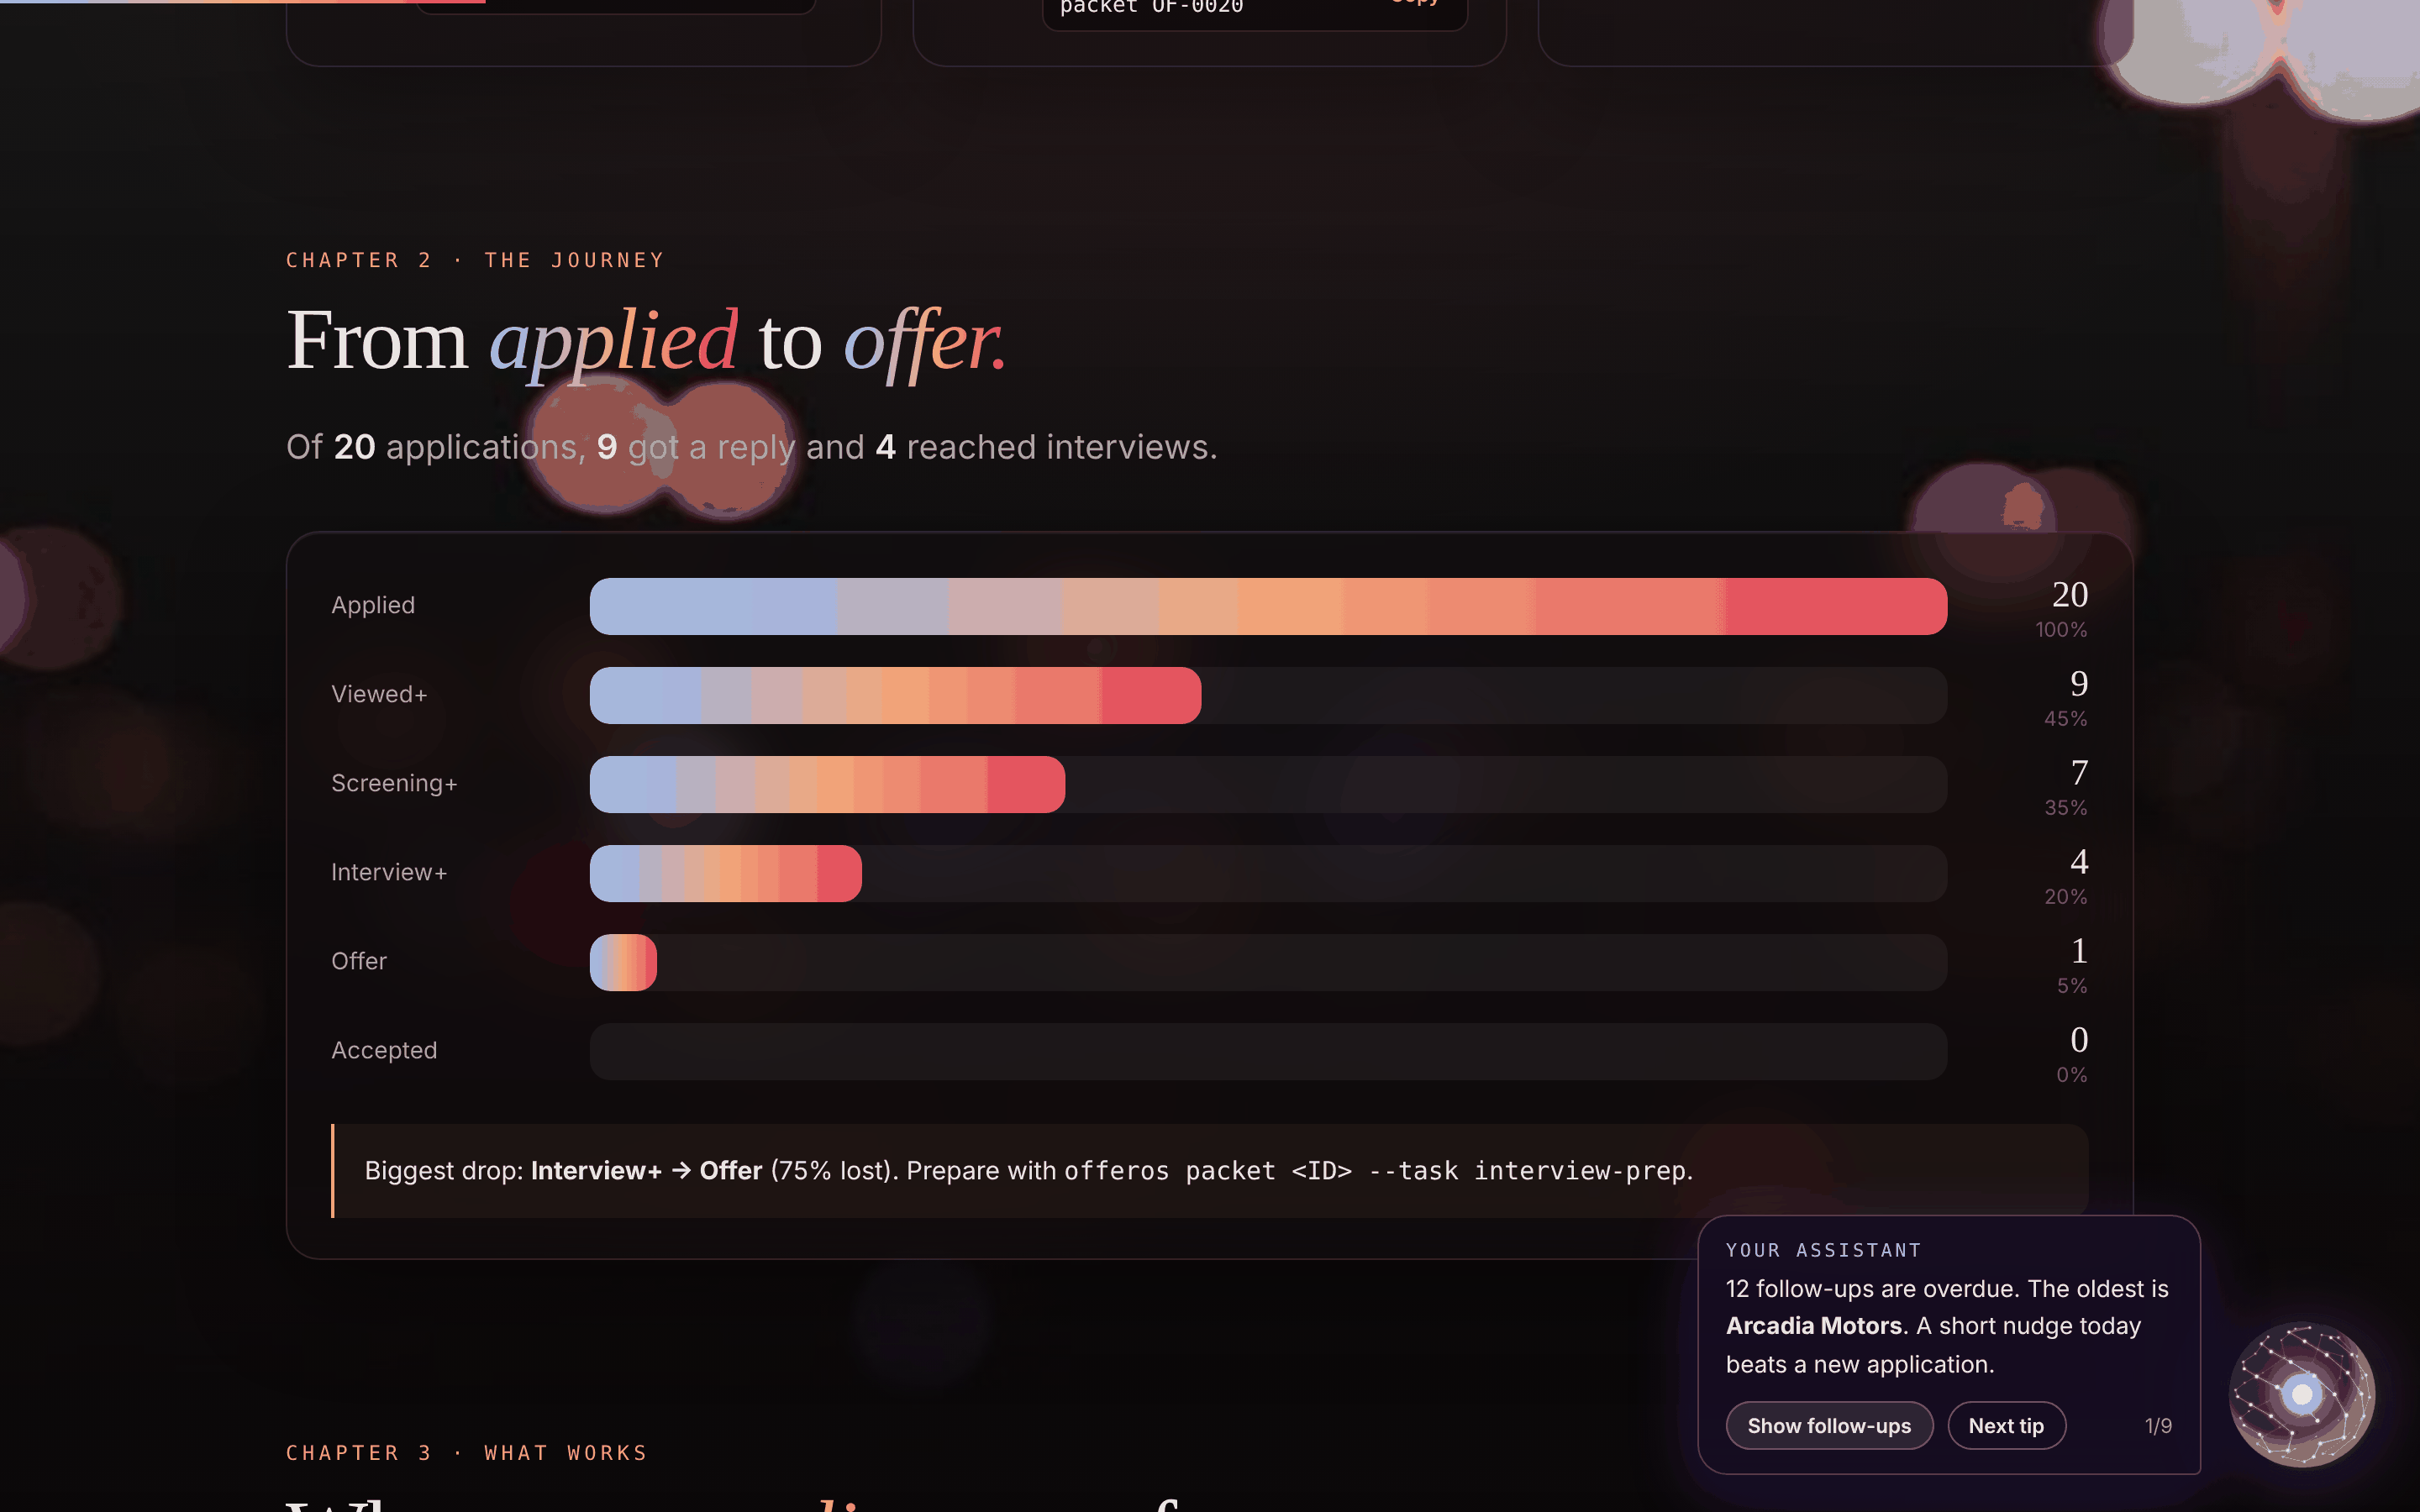 packet OF-0020
CHAPTER 2 · THE JOURNEY
From applied to offer.
Of 20 applications, 9 got a reply and 4 reached interviews.
Applied
20
100%
Viewed+
9
45%
Screening+
7
35%
Interview+
4
20%
Offer
1
5%
Accepted
0
0%
Biggest drop: Interview+ → Offer (75% lost). Prepare with offeros packet <ID> --task interview-prep.
YOUR ASSISTANT
12 follow-ups are overdue. The oldest is
Arcadia Motors. A short nudge today
beats a new application.
Show follow-ups
Next tip
1/9
CHAPTER 3 · WHAT WORKS